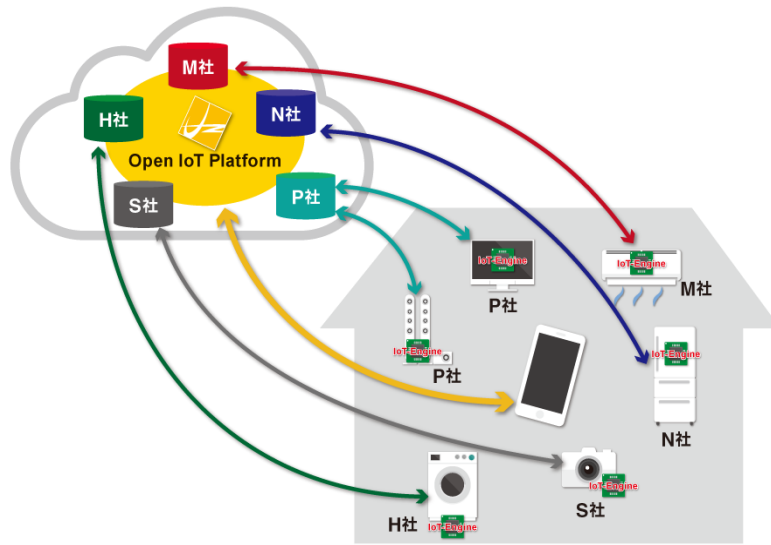 M社
H社
N社
Open IoT Platform
S社
P社
IoT-Engine
P社
IoT-Engine
M社
IoT-Engine
P社
IoT-Engine
N社
IoT-Engine
S社
H社
IoT-Engine